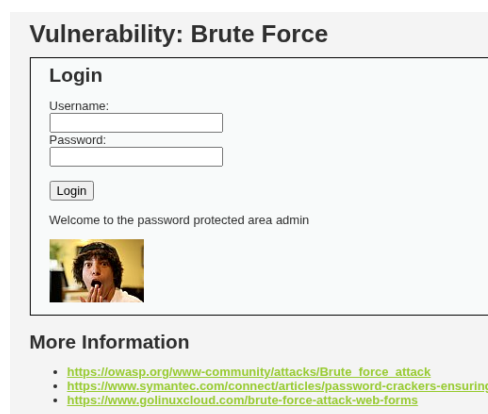 Vulnerability: Brute Force
Login
Username:
Password:
Login
Welcome to the password protected area admin
More Information
https://owasp.org/www-community/attacks/Brute_force_attack
https://www.symantec.com/connect/articles/password-crackers-ensuring
https://www.golinuxcloud.com/brute-force-attack-web-forms